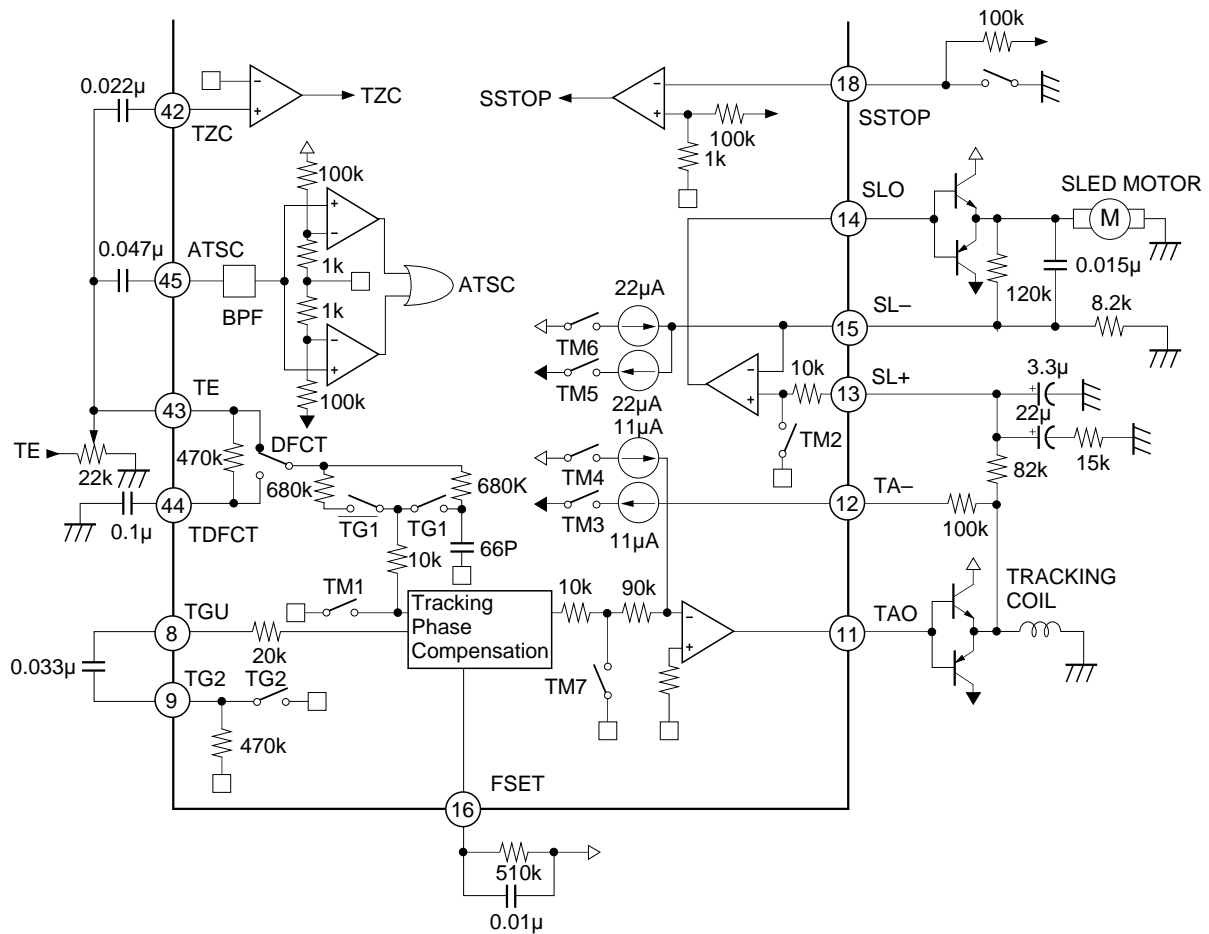 100k
0.022µ
42
TZC
−
+
TZC
SSTOP
−
+
100k
1k
18
SSTOP
100k
+
−
1k
1k
−
+
100k
0.047µ
ATSC
45
BPF
ATSC
SLO
14
SLED MOTOR
M
0.015µ
120k
SL−
15
8.2k
22µA
TM6
TM5
22µA
−
+
10k
13
SL+
TM2
+
3.3µ
+
22µ
15k
82k
TE
43
TE
22k
470k
DFCT
680k
680K
44
TDFCT
0.1µ
TG1
TG1
10k
66P
11µA
TM4
TM3
11µA
12
TA−
100k
TM1
Tracking
Phase
Compensation
10k
90k
−
+
TM7
TGU
8
20k
0.033µ
TG2
9
TG2
470k
11
TAO
TRACKING
COIL
FSET
16
510k
0.01µ